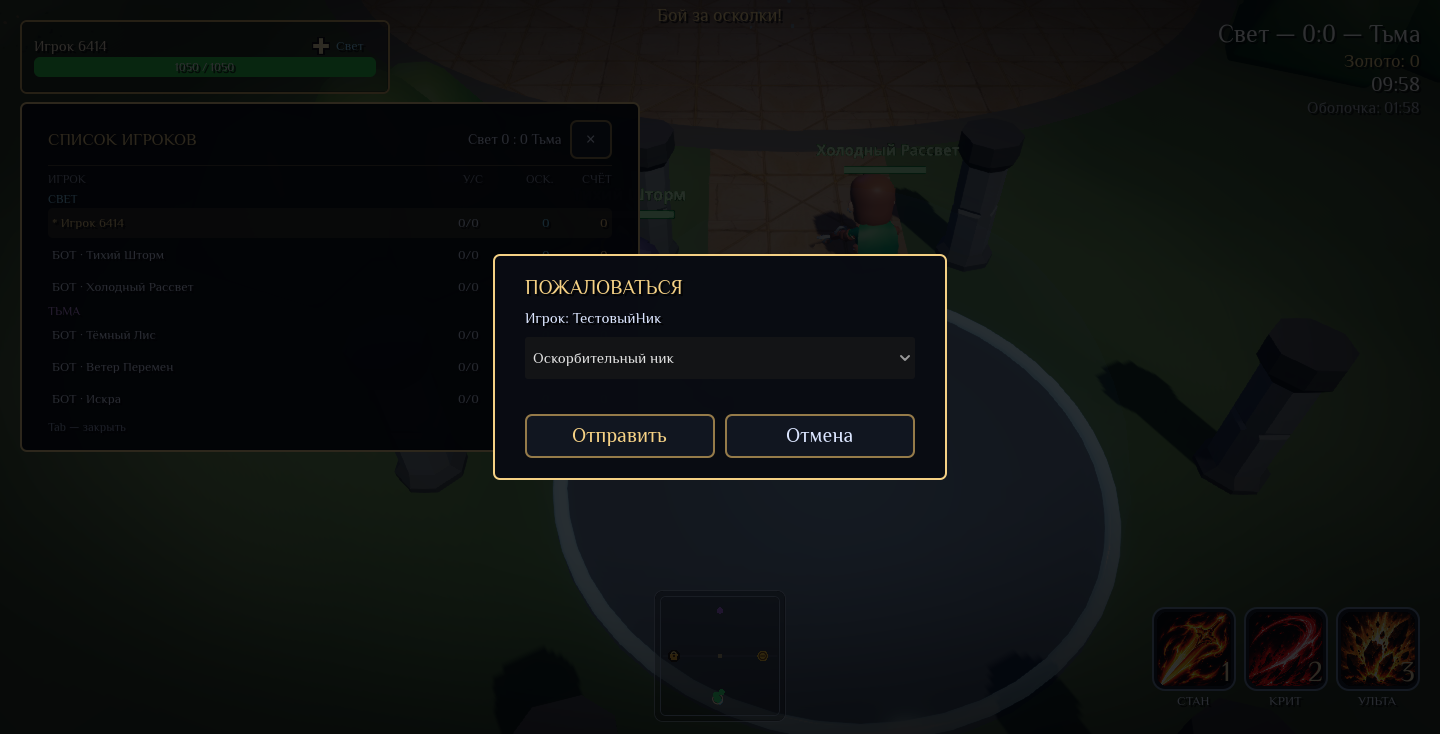 Бой за осколки!
Игрок 6414
Свет
1050 / 1050
Свет — 0:0 — Тьма
Золото: 0
09:58
Оболочка: 01:58
СПИСОК ИГРОКОВ
Свет 0 : 0 Тьма
×
ИГРОК У/С ОСК. СЧЁТ
СВЕТ
* Игрок 6414 0/0 0 0
БОТ · Тихий Шторм 0/0
БОТ · Холодный Рассвет 0/0
ТЬМА
БОТ · Тёмный Лис 0/0
БОТ · Ветер Перемен 0/0
БОТ · Искра 0/0
Tab — закрыть
Шторм
Холодный Рассвет
ПОЖАЛОВАТЬСЯ
Игрок: ТестовыйНик
Оскорбительный ник
Отправить
Отмена
1
2
3
СТАН
КРИТ
УЛЬТА